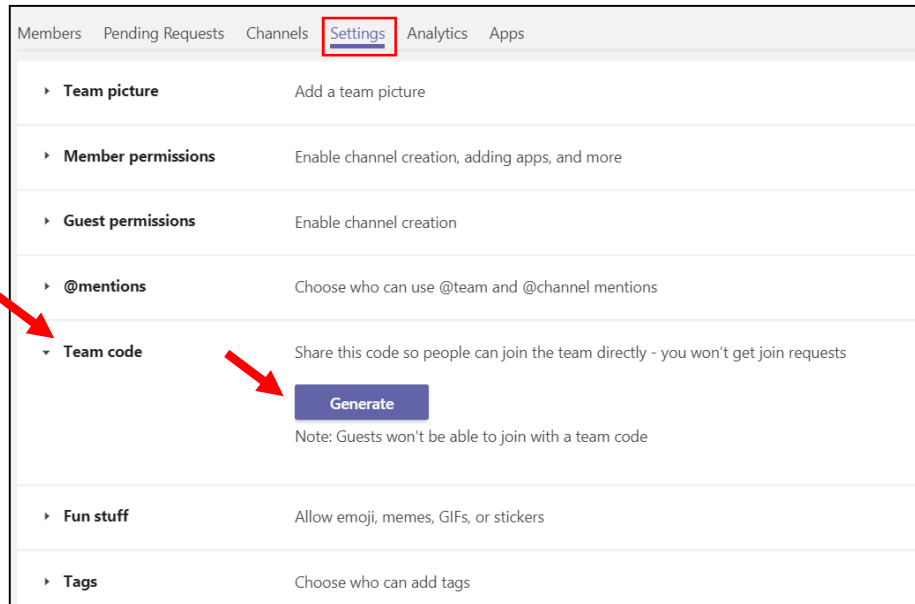 Members Pending Requests Channels Settings Analytics Apps
Team picture Add a team picture
Member permissions Enable channel creation, adding apps, and more
Guest permissions Enable channel creation
@mentions Choose who can use @team and @channel mentions
Team code Share this code so people can join the team directly - you won't get join requests
Generate
Note: Guests won't be able to join with a team code
Fun stuff Allow emoji, memes, GIFs, or stickers
Tags Choose who can add tags